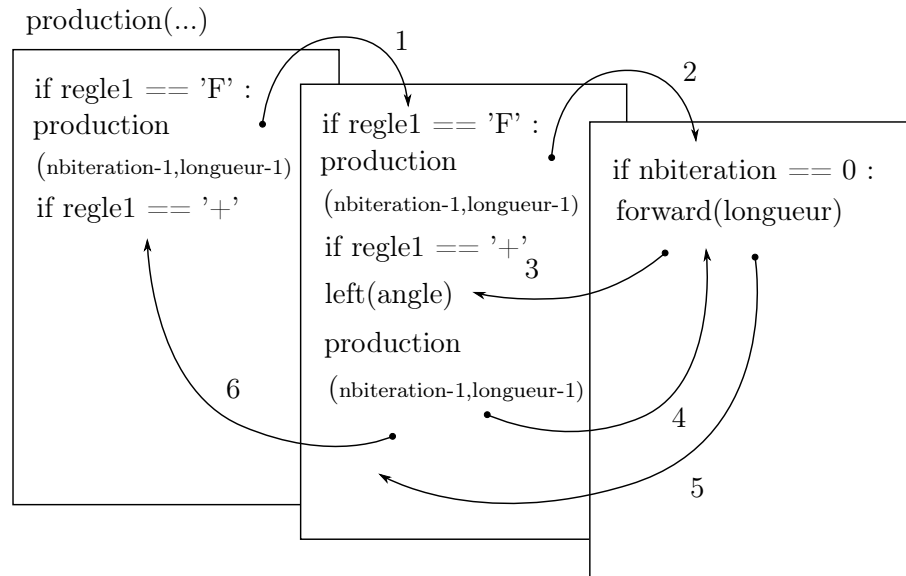 production(...)
if regle1 == 'F' :
production
(nbiteration-1,longueur-1)
if regle1 == '+'
1
if regle1 == 'F' :
production
(nbiteration-1,longueur-1)
if regle1 == '+'
left(angle)
production
(nbiteration-1,longueur-1)
2
if nbiteration == 0 :
forward(longueur)
3
4
5
6